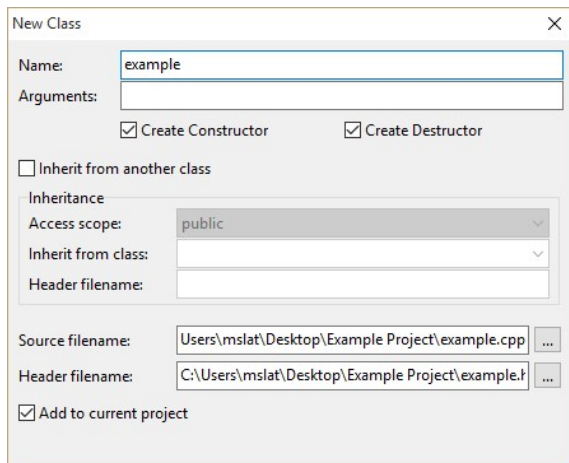 New Class
Name: example
Arguments:
Create Constructor Create Destructor
Inherit from another class
Inheritance
Access scope: public
Inherit from class:
Header filename:
Source filename: Users\mslat\Desktop\Example Project\example.cpp ...
Header filename: C:\Users\mslat\Desktop\Example Project\example.h ...
Add to current project